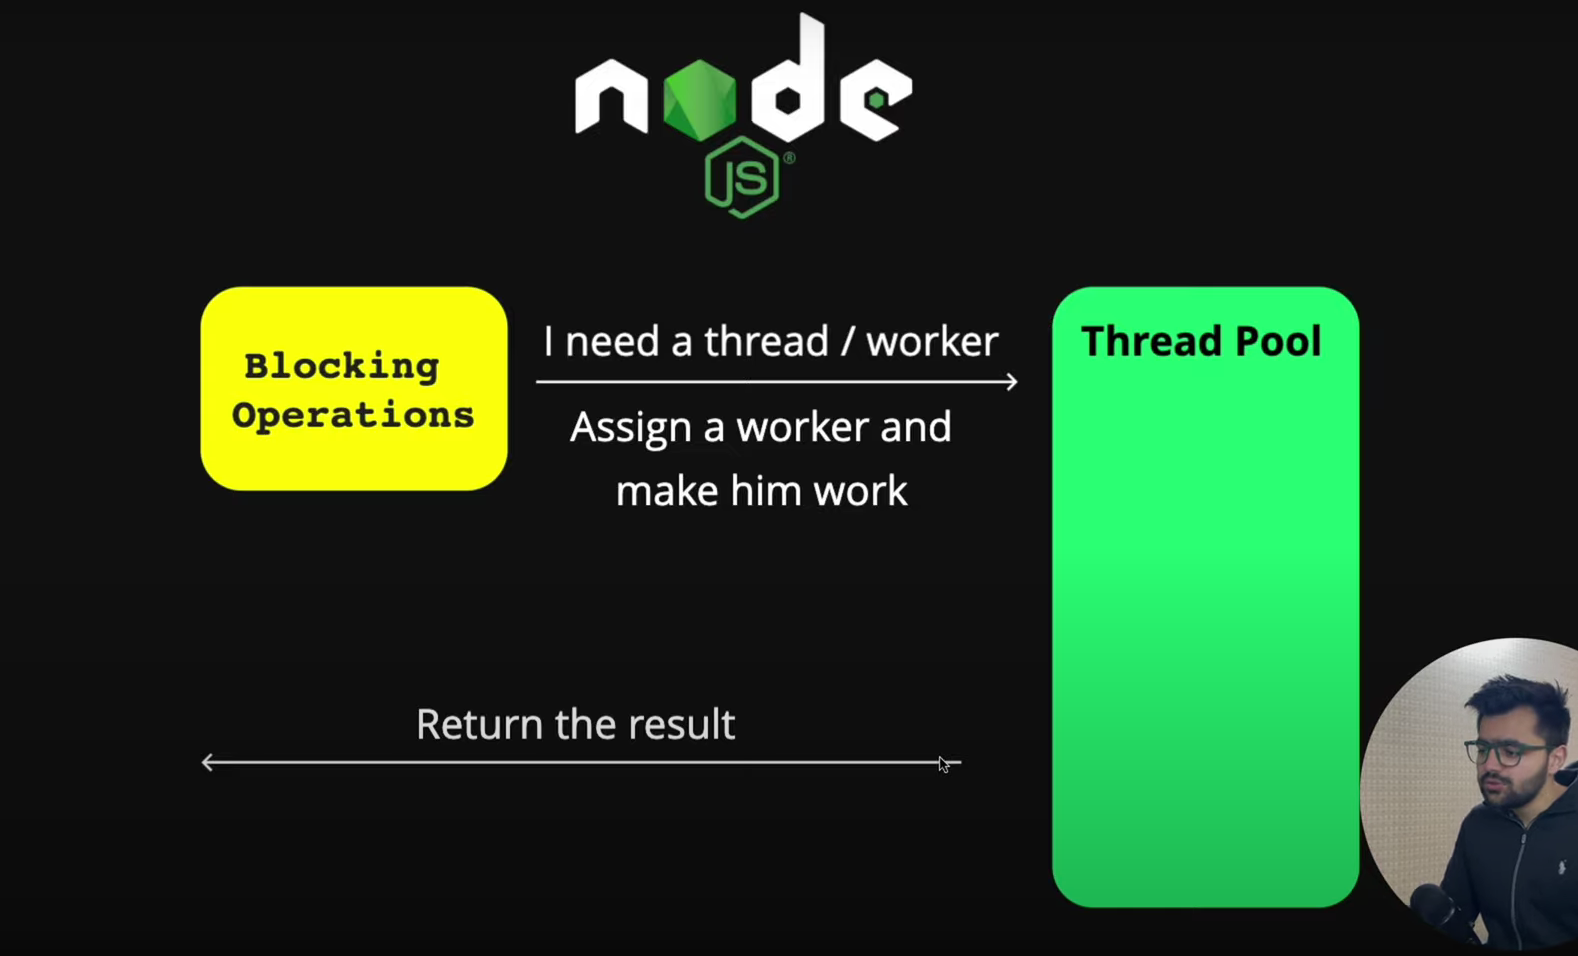 node
JS®
Blocking
Operations
I need a thread / worker
Assign a worker and
make him work
Thread Pool
Return the result